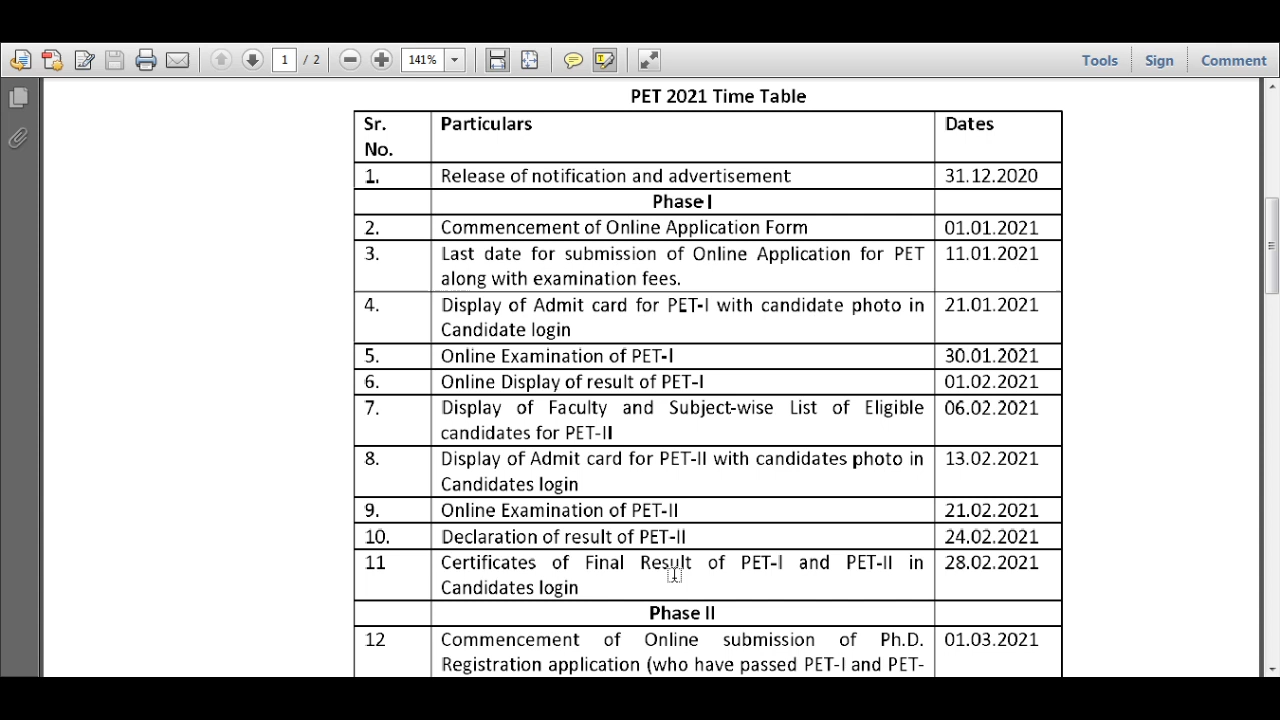 1 / 2 141% Tools Sign Comment
PET 2021 Time Table
Sr. No. Particulars Dates
1. Release of notification and advertisement 31.12.2020
Phase I
2. Commencement of Online Application Form 01.01.2021
3. Last date for submission of Online Application for PET 11.01.2021
along with examination fees.
4. Display of Admit card for PET-I with candidate photo in 21.01.2021
Candidate login
5. Online Examination of PET-I 30.01.2021
6. Online Display of result of PET-I 01.02.2021
7. Display of Faculty and Subject-wise List of Eligible 06.02.2021
candidates for PET-II
8. Display of Admit card for PET-II with candidates photo in 13.02.2021
Candidates login
9. Online Examination of PET-II 21.02.2021
10. Declaration of result of PET-II 24.02.2021
11 Certificates of Final Result of PET-I and PET-II in 28.02.2021
Candidates login
Phase II
12 Commencement of Online submission of Ph.D. 01.03.2021
Registration application (who have passed PET-I and PET-